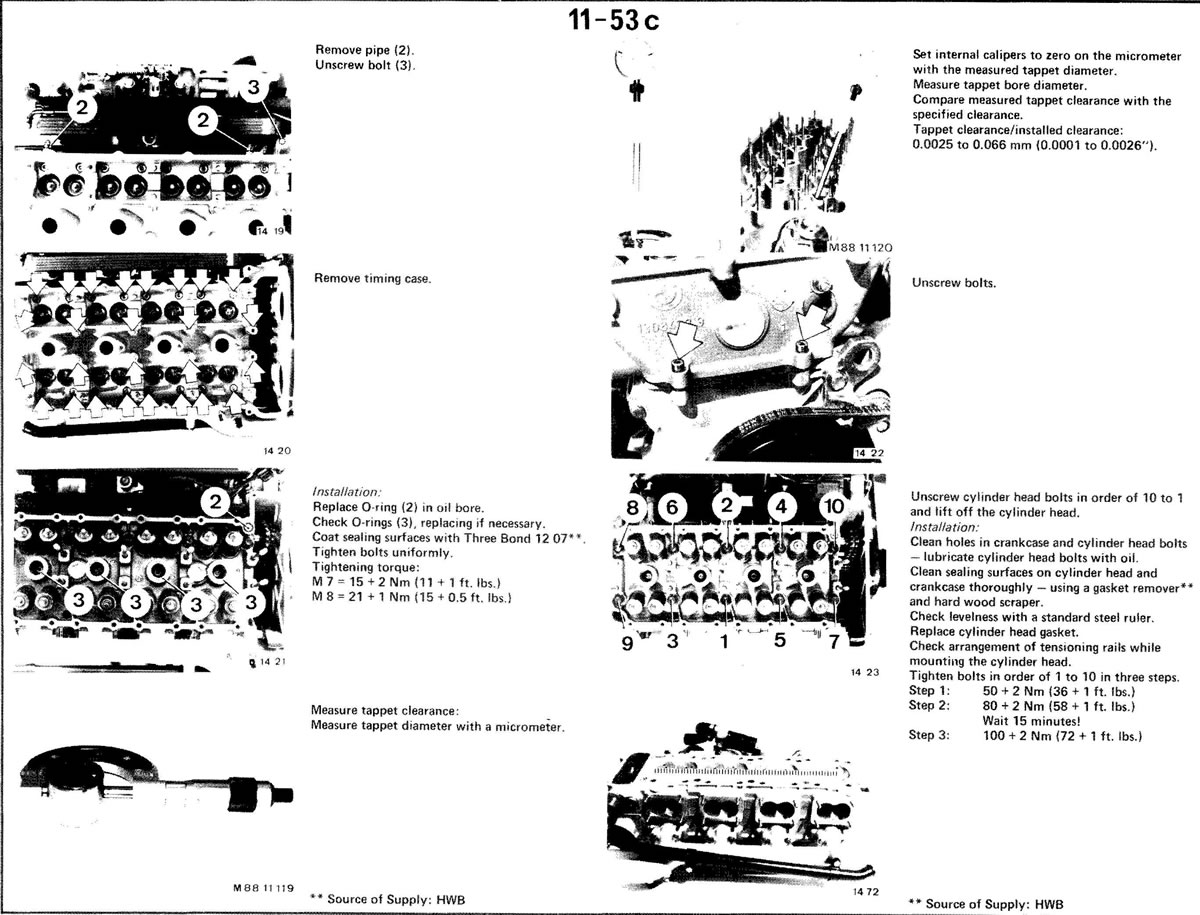 11-53 c
Remove pipe (2).
Unscrew bolt (3).
2
2
3
14 19
Remove timing case.
14 20
Installation:
Replace O-ring (2) in oil bore.
Check O-rings (3), replacing if necessary.
Coat sealing surfaces with Three Bond 12 07**.
Tighten bolts uniformly.
Tightening torque:
M 7 = 15 + 2 Nm (11 + 1 ft. lbs.)
M 8 = 21 + 1 Nm (15 + 0.5 ft. lbs.)
2
3
3
3
3
14 21
Measure tappet clearance:
Measure tappet diameter with a micrometer.
M 88 11 119
** Source of Supply: HWB
Set internal calipers to zero on the micrometer
with the measured tappet diameter.
Measure tappet bore diameter.
Compare measured tappet clearance with the
specified clearance.
Tappet clearance/installed clearance:
0.0025 to 0.066 mm (0.0001 to 0.0026").
M88 11 120
Unscrew bolts.
14 22
8 6 2 4 10
9 3 1 5 7
14 23
Unscrew cylinder head bolts in order of 10 to 1
and lift off the cylinder head.
Installation:
Clean holes in crankcase and cylinder head bolts
— lubricate cylinder head bolts with oil.
Clean sealing surfaces on cylinder head and
crankcase thoroughly — using a gasket remover**
and hard wood scraper.
Check levelness with a standard steel ruler.
Replace cylinder head gasket.
Check arrangement of tensioning rails while
mounting the cylinder head.
Tighten bolts in order of 1 to 10 in three steps.
Step 1: 50 + 2 Nm (36 + 1 ft. lbs.)
Step 2: 80 + 2 Nm (58 + 1 ft. lbs.)
Wait 15 minutes!
Step 3: 100 + 2 Nm (72 + 1 ft. lbs.)
14 72
** Source of Supply: HWB